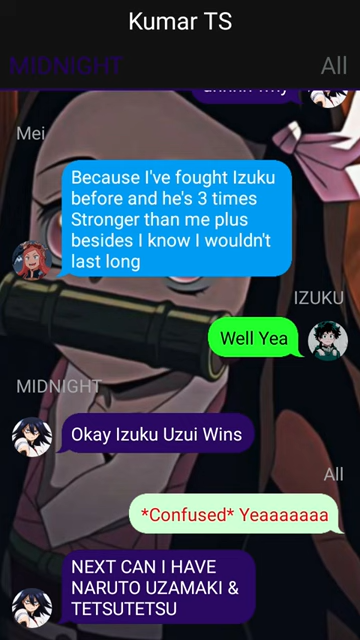 Kumar TS
MIDNIGHT
All
Mei
Because I've fought Izuku
before and he's 3 times
Stronger than me plus
besides I know I wouldn't
last long
IZUKU
Well Yea
MIDNIGHT
Okay Izuku Uzui Wins
All
*Confused* Yeaaaaaaa
NEXT CAN I HAVE
NARUTO UZAMAKI &
TETSUTETSU